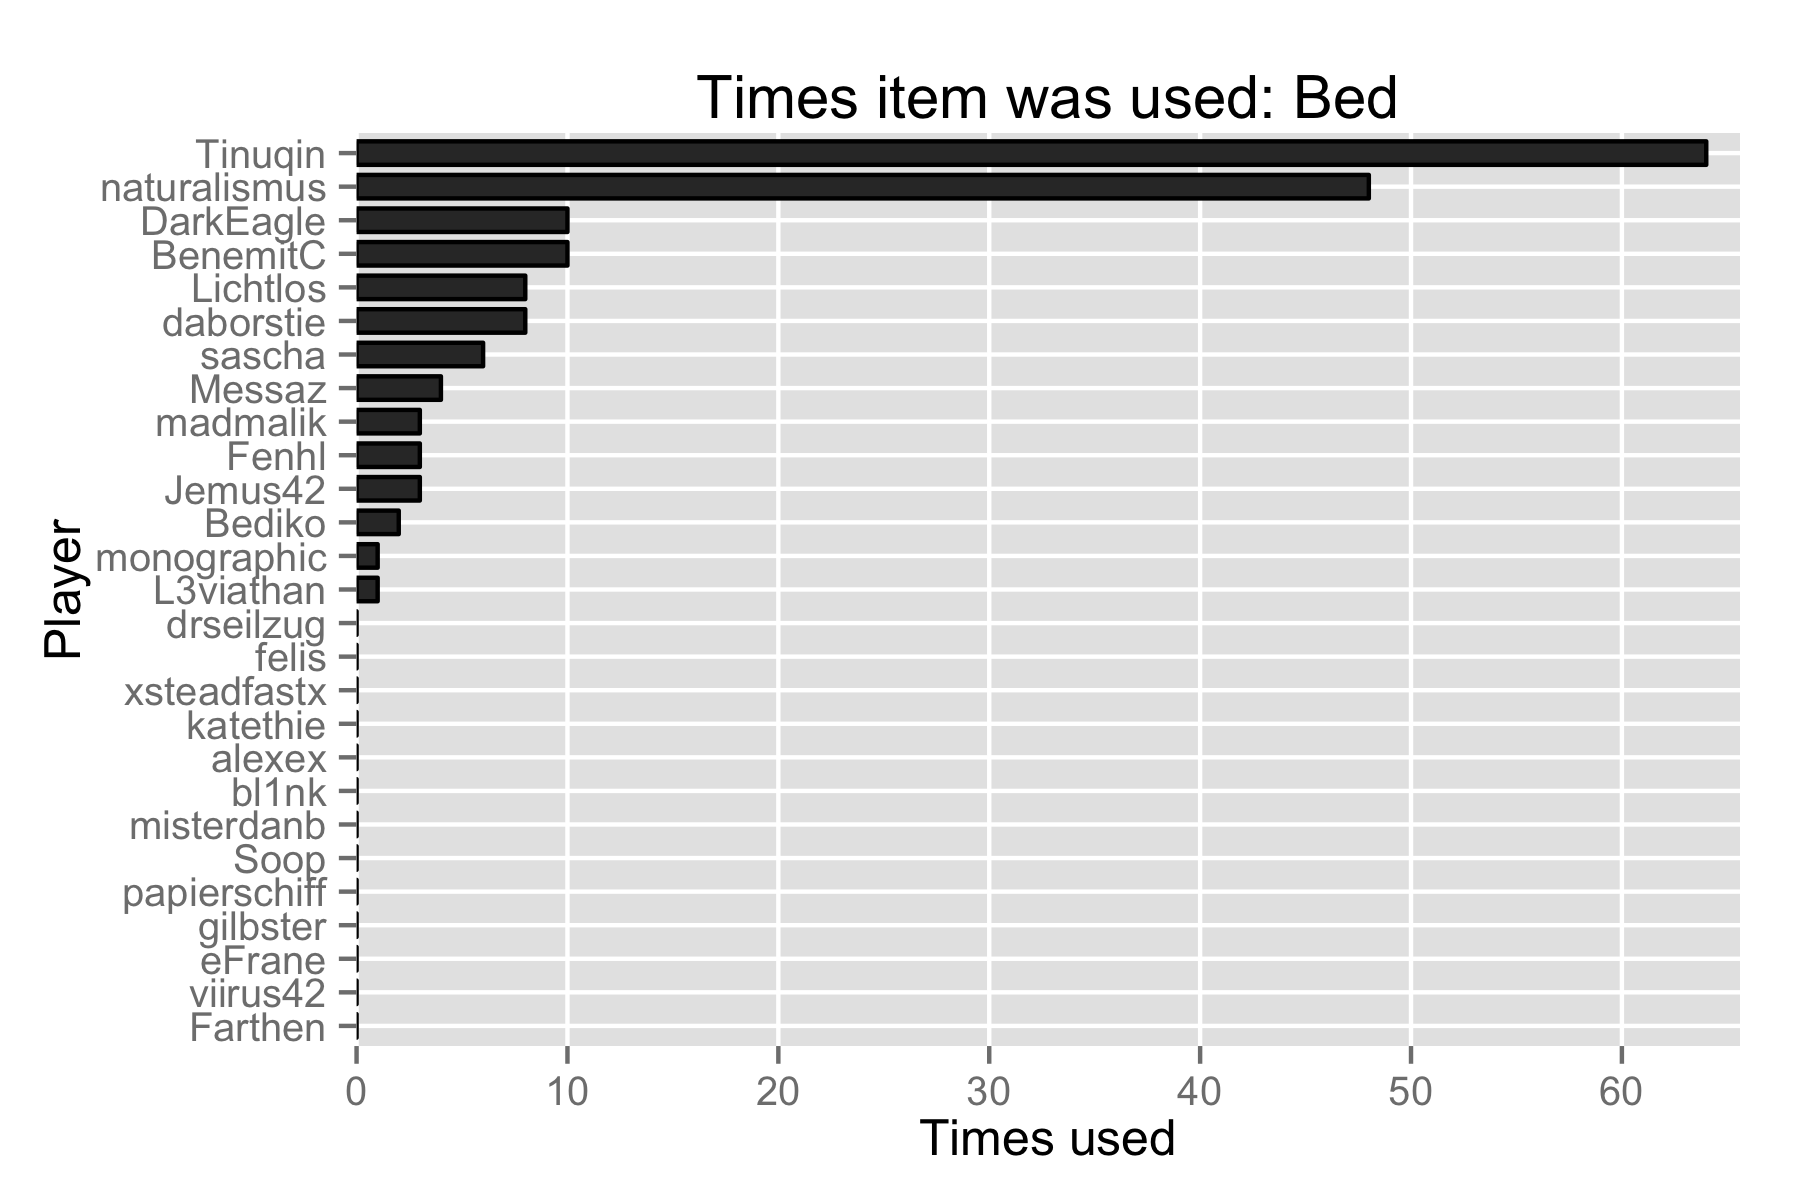 Times item was used: Bed
Tinuqin
naturalismus
DarkEagle
BenemitC
Lichtlos
daborstie
sascha
Messaz
madmalik
Fenhl
Jemus42
Bediko
monographic
L3viathan
drseilzug
felis
xsteadfastx
katethie
alexex
bl1nk
misterdanb
Soop
papierschiff
gilbster
eFrane
viirus42
Farthen
Player
0 10 20 30 40 50 60
Times used